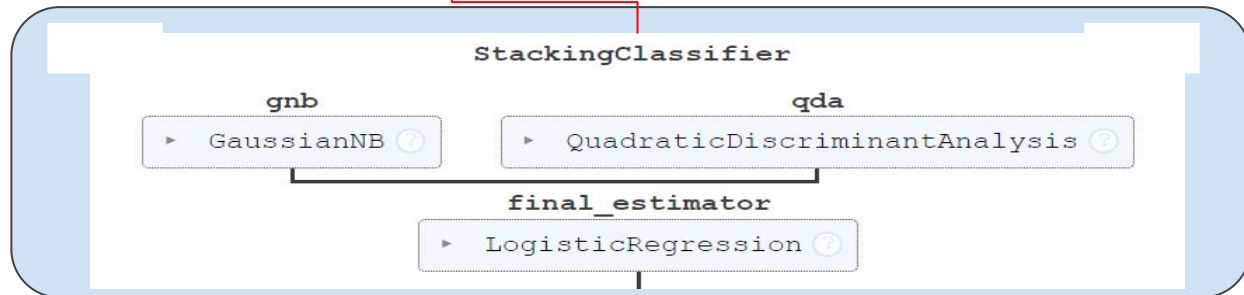 StackingClassifier
gnb qda
▸ GaussianNB ? ▸ QuadraticDiscriminantAnalysis ?
final_estimator
▸ LogisticRegression ?